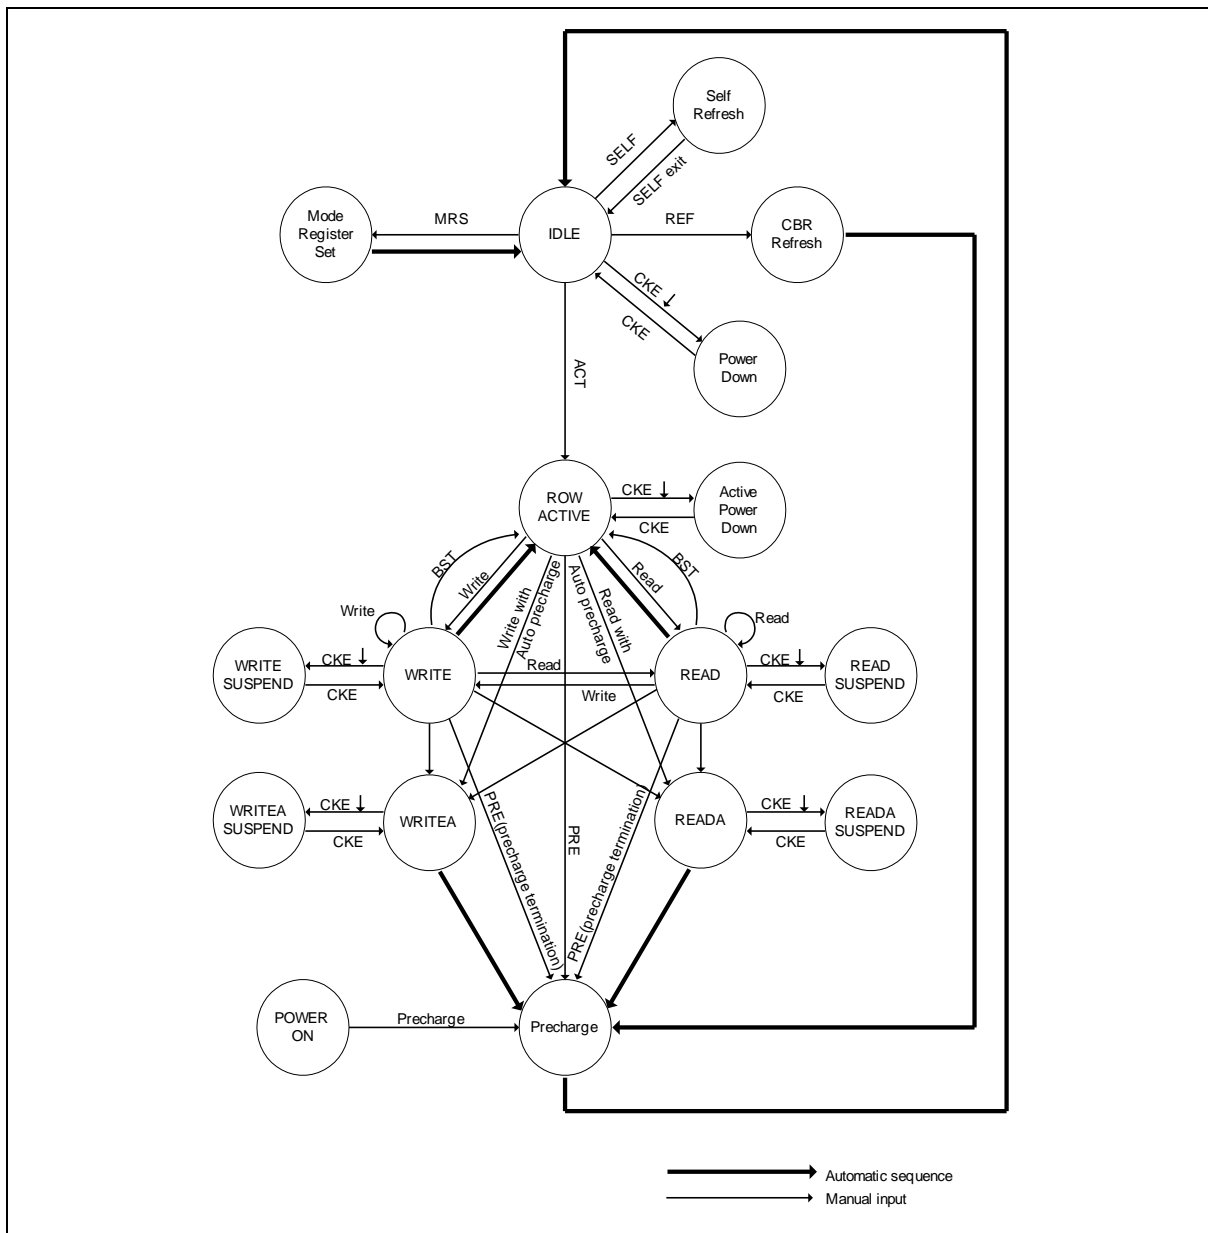 Self
Refresh
SELF
SELF exit
Mode
Register
Set
MRS
IDLE
REF
CBR
Refresh
CKE
CKE
Power
Down
ACT
ROW
ACTIVE
CKE
CKE
Active
Power
Down
BST
Write
Write with
Auto precharge
Auto precharge
Read with
Read
BST
Write
Read
WRITE
SUSPEND
CKE
CKE
WRITE
Read
Write
READ
CKE
CKE
READ
SUSPEND
WRITEA
SUSPEND
CKE
CKE
WRITEA
PRE(precharge termination)
PRE
PRE(precharge termination)
READA
CKE
CKE
READA
SUSPEND
POWER
ON
Precharge
Precharge
Automatic sequence
Manual input